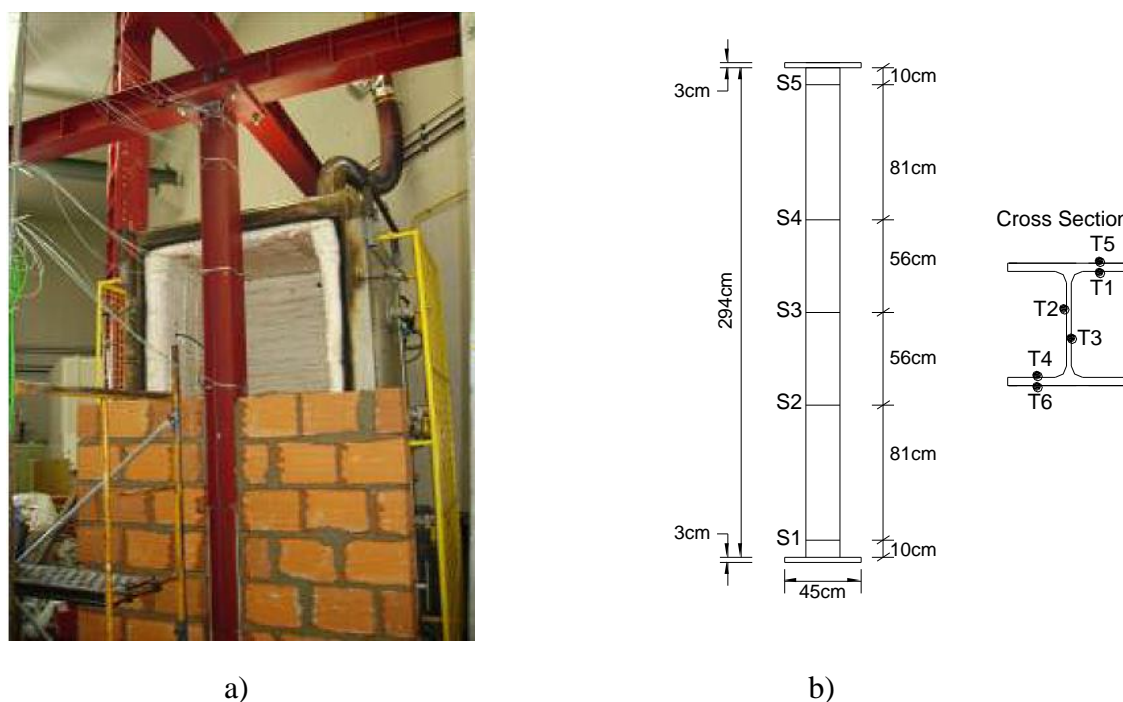 3cm
S5
10cm
81cm
S4
56cm
294cm
S3
56cm
S2
81cm
S1
3cm
10cm
45cm
Cross Section
T5
T1
T2
T3
T4
T6
a)
b)